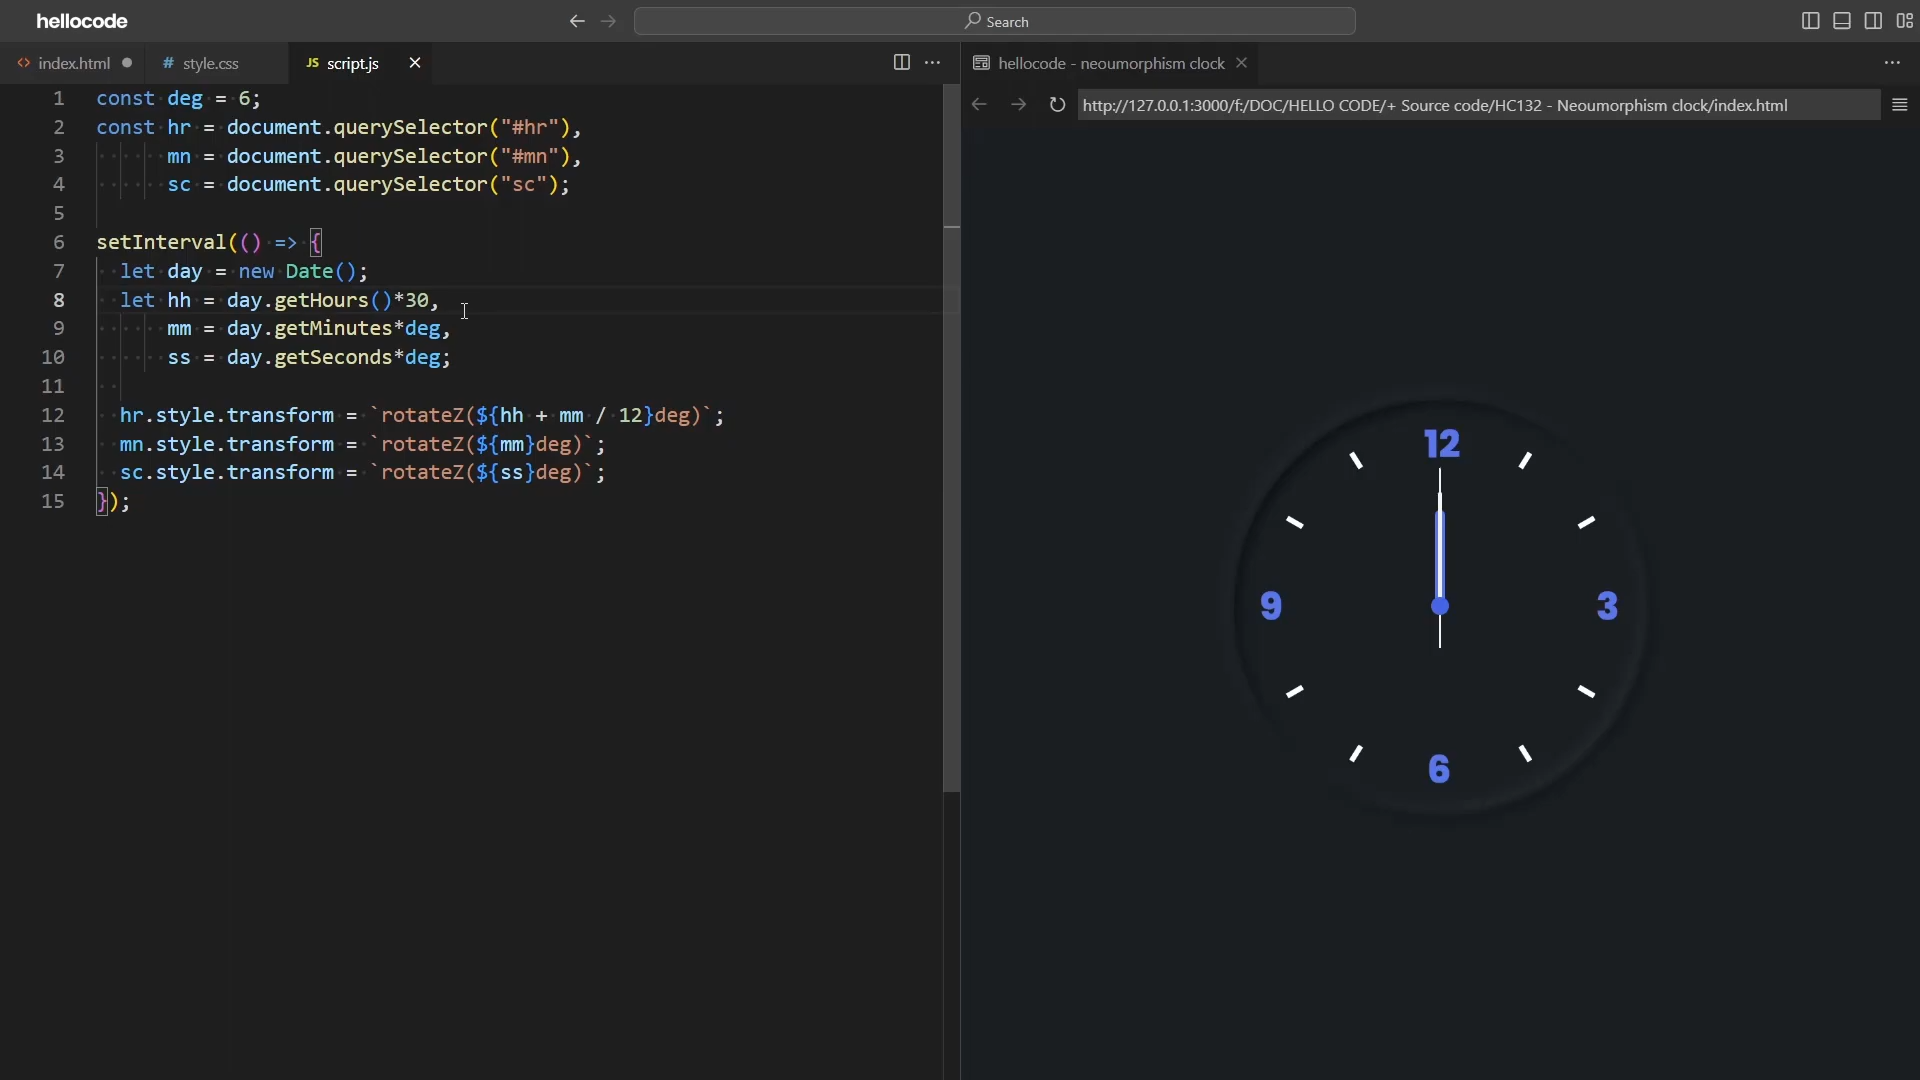 hellocode
Search
index.html
# style.css
JS script.js
hellocode - neoumorphism clock
http://127.0.0.1:3000/f:/DOC/HELLO CODE/+ Source code/HC132 - Neoumorphism clock/index.html
1 const deg = 6;
2 const hr = document.querySelector("#hr"),
3 mn = document.querySelector("#mn"),
4 sc = document.querySelector("sc");
5
6 setInterval(() => {
7 let day = new Date();
8 let hh = day.getHours()*30,
9 mm = day.getMinutes*deg,
10 ss = day.getSeconds*deg;
11
12 hr.style.transform = `rotateZ(${hh + mm / 12}deg)`;
13 mn.style.transform = `rotateZ(${mm}deg)`;
14 sc.style.transform = `rotateZ(${ss}deg)`;
15 });
12
9
3
6